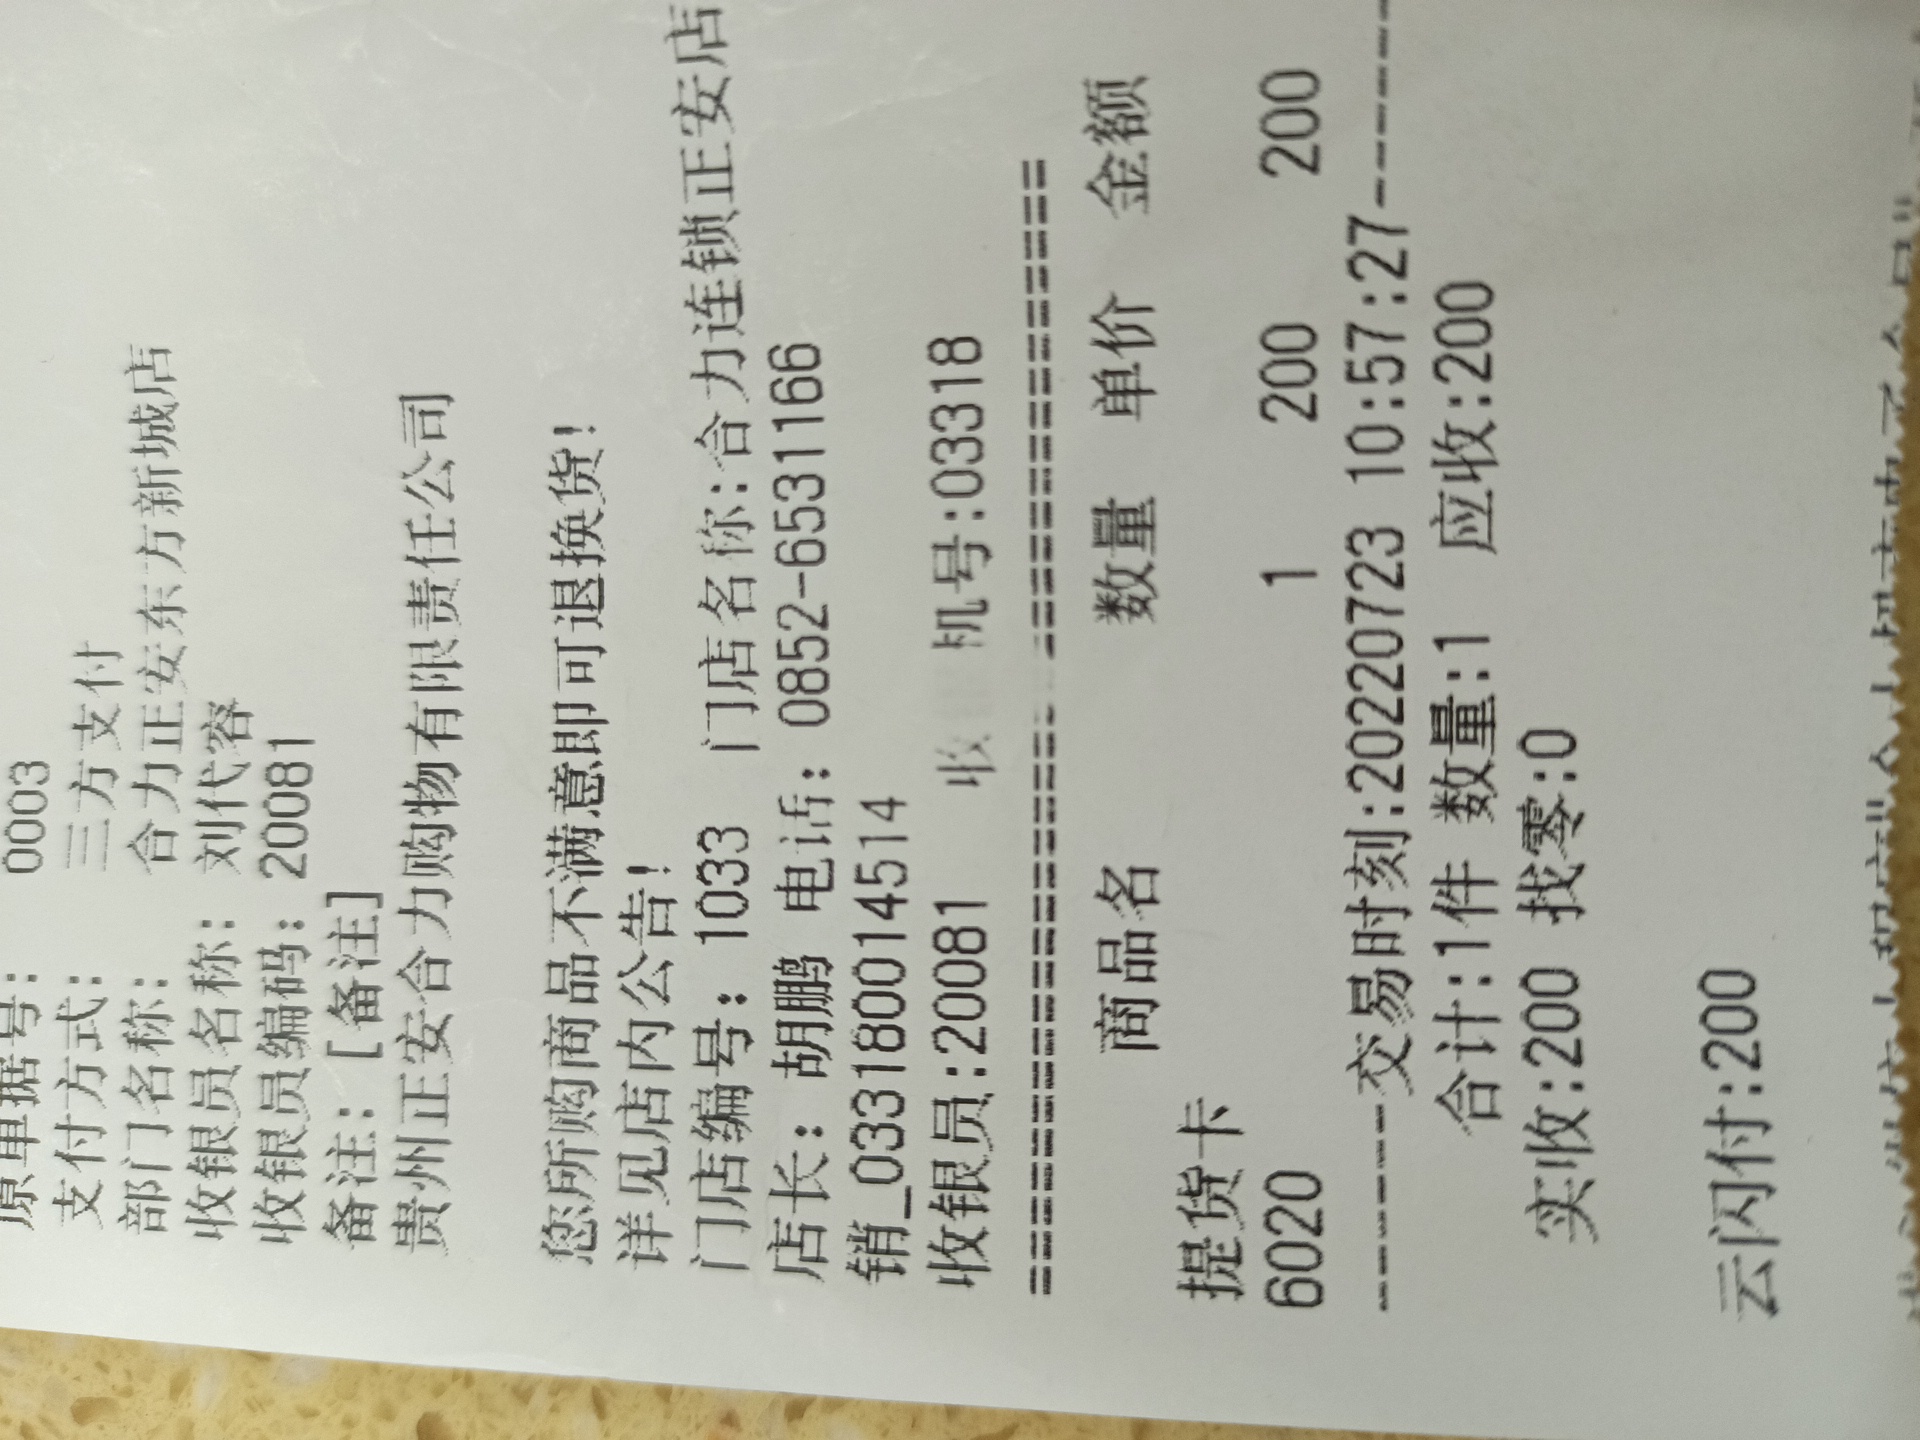 原单据号： 0003
支付方式： 三方支付
部门名称： 合力正安东方新城店
收银员名称： 刘代容
收银员编码： 20081
备注： [备注]
贵州正安合力购物有限责任公司
您所购商品不满意即可退换货!
详见店内公告!
门店编号： 1033 门店名称:合力连锁正安店
店长： 胡鹏 电话： 0852-6531166
销_0331800014514
收银员:20081 收 机号:03318
商品名 数量 单价 金额
提货卡
6020 1 200 200
-----交易时刻:20220723 10:57:27-----
合计:1件 数量:1 应收:200
实收:200 找零:0
云闪付:200